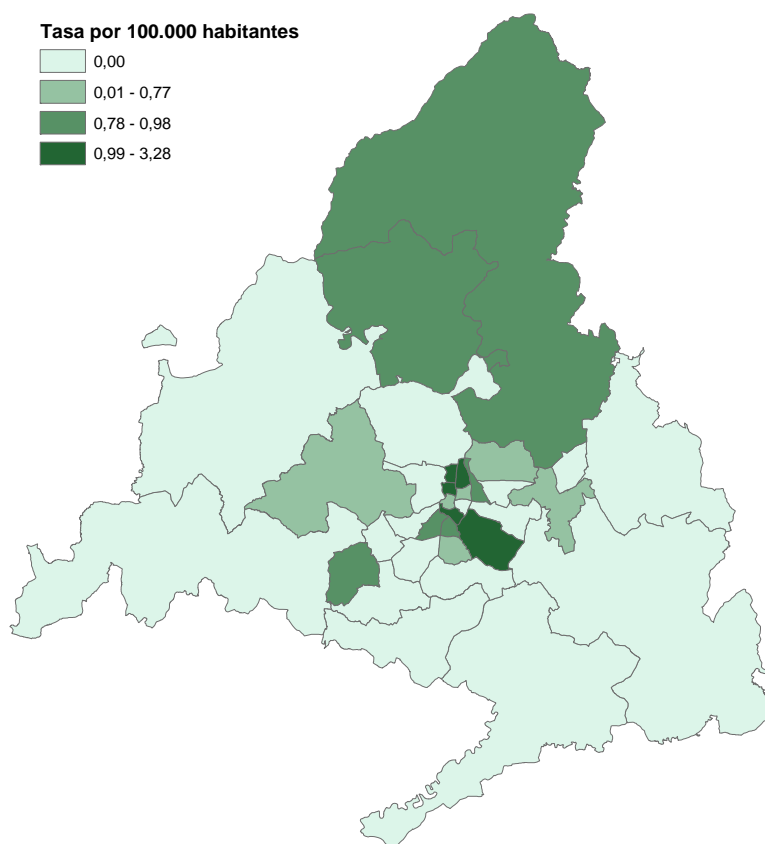 Tasa por 100.000 habitantes
0,00
0,01 - 0,77
0,78 - 0,98
0,99 - 3,28